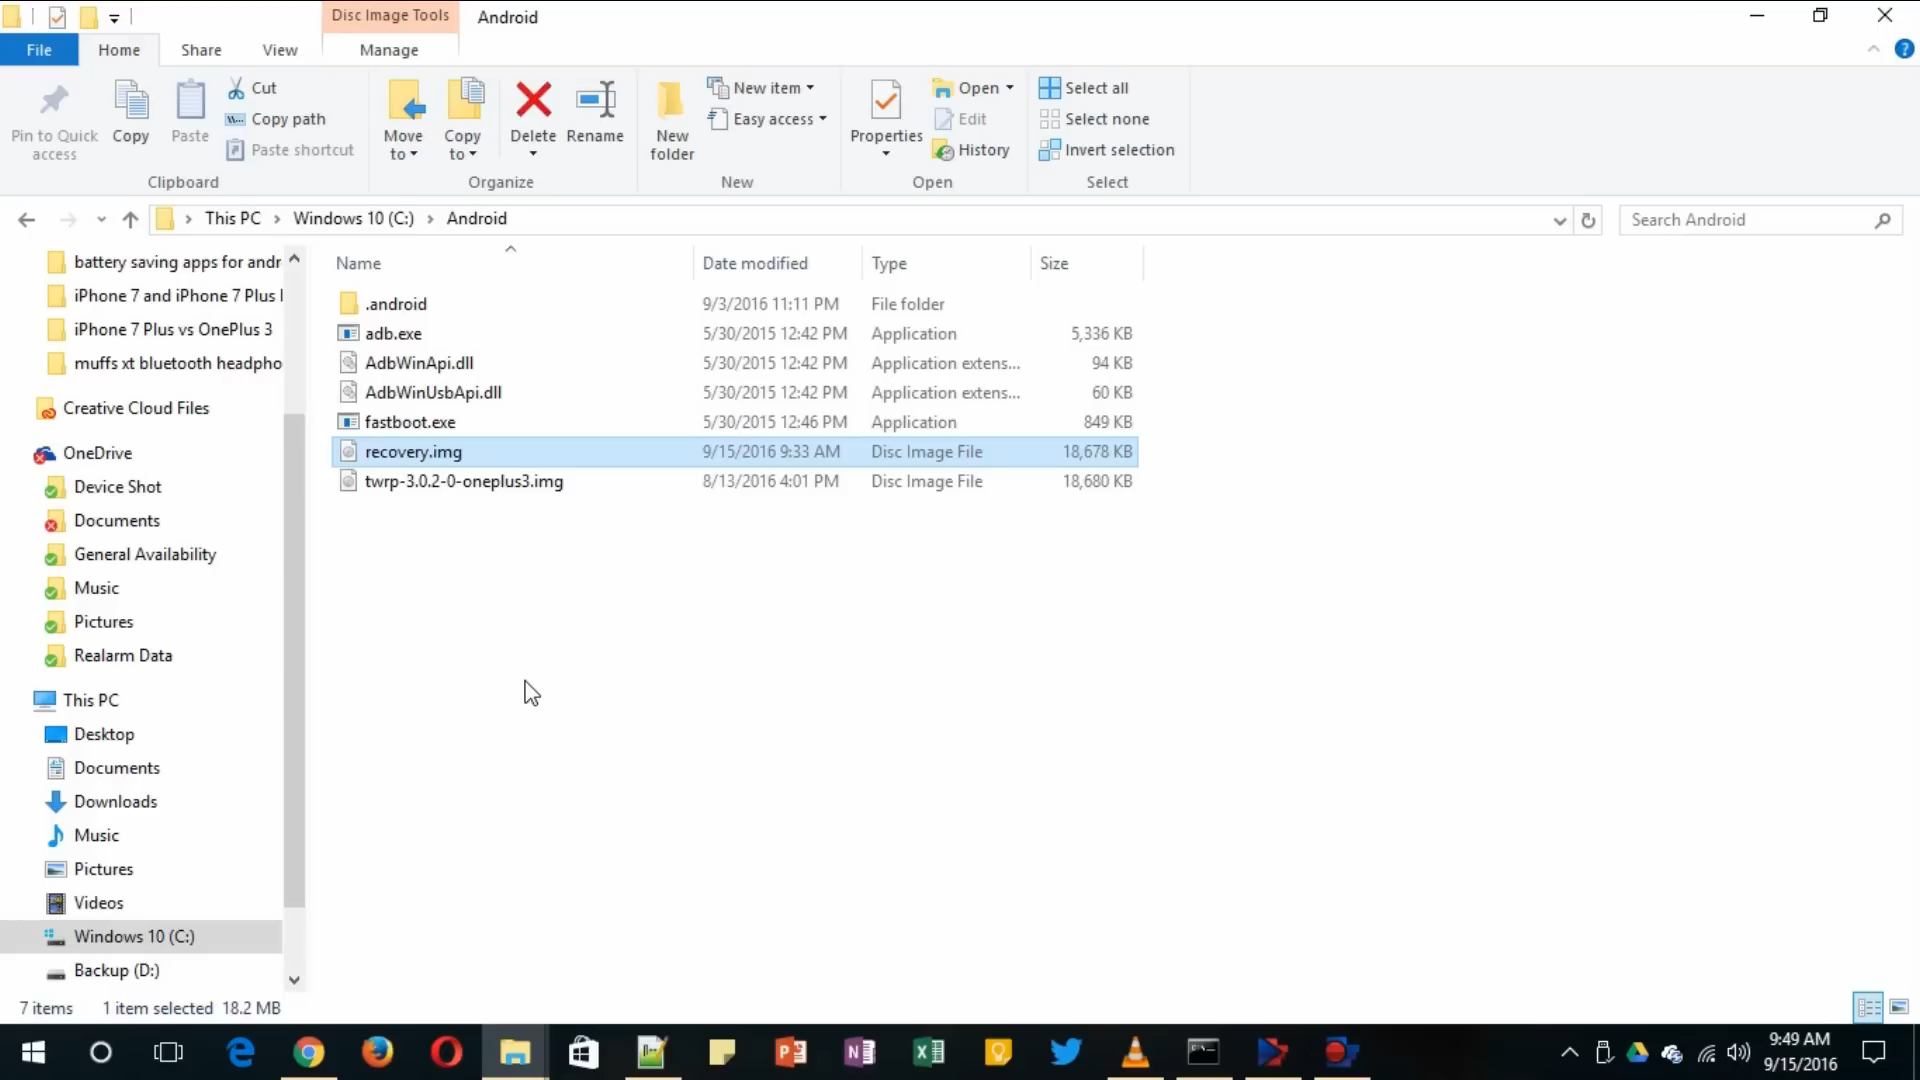 Disc Image Tools
Android
File
Home
Share
View
Manage
Pin to Quick
access
Copy
Paste
Cut
Copy path
Paste shortcut
Clipboard
Move
to
Copy
to
Delete
Rename
Organize
New
folder
New item
Easy access
New
Properties
Open
Edit
History
Open
Select all
Select none
Invert selection
Select
This PC
Windows 10 (C:)
Android
Search Android
battery saving apps for andr
iPhone 7 and iPhone 7 Plus
iPhone 7 Plus vs OnePlus 3
muffs xt bluetooth headpho
Creative Cloud Files
OneDrive
Device Shot
Documents
General Availability
Music
Pictures
Realarm Data
This PC
Desktop
Documents
Downloads
Music
Pictures
Videos
Windows 10 (C:)
Backup (D:)
Name Date modified Type Size
.android 9/3/2016 11:11 PM File folder
adb.exe 5/30/2015 12:42 PM Application 5,336 KB
AdbWinApi.dll 5/30/2015 12:42 PM Application extens... 94 KB
AdbWinUsbApi.dll 5/30/2015 12:42 PM Application extens... 60 KB
fastboot.exe 5/30/2015 12:46 PM Application 849 KB
recovery.img 9/15/2016 9:33 AM Disc Image File 18,678 KB
twrp-3.0.2-0-oneplus3.img 8/13/2016 4:01 PM Disc Image File 18,680 KB
7 items 1 item selected 18.2 MB
9:49 AM
9/15/2016